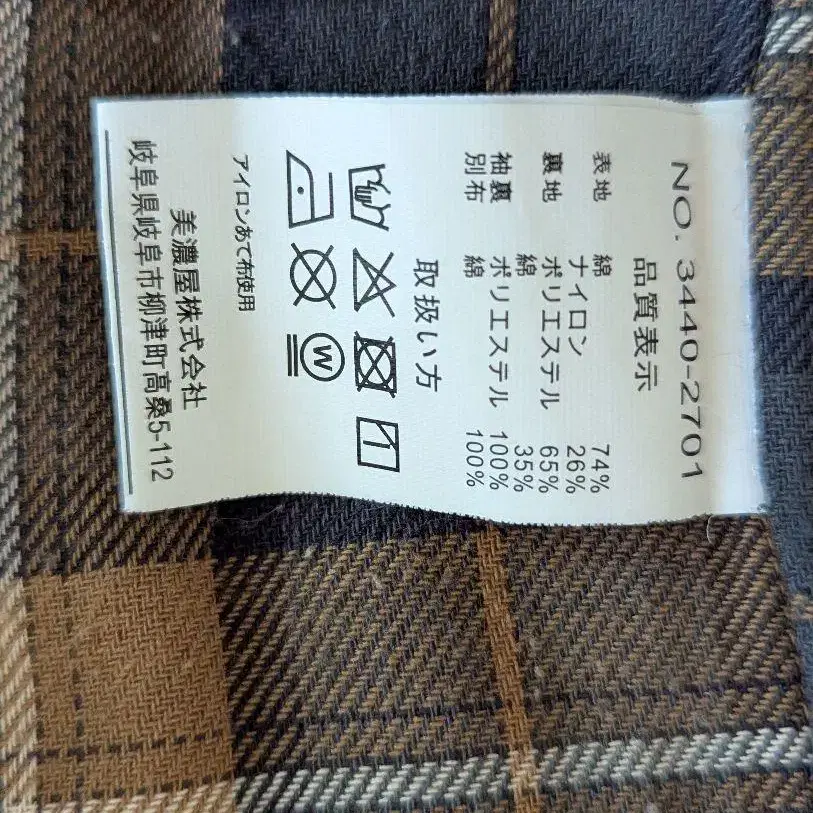 NO. 3440-2701
品質表示
表地 綿 74%
ナイロン 26%
裏地 ポリエステル 65%
綿 35%
袖裏 ポリエステル 100%
別布 綿 100%
取扱い方
W
アイロンあて布使用
美濃屋株式会社
岐阜県岐阜市柳津町高桑5-112